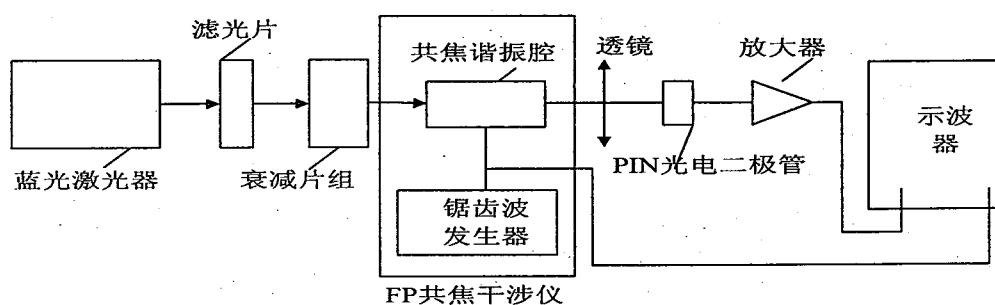 滤光片
共焦谐振腔
透镜
放大器
示波
器
蓝光激光器
衰减片组
PIN光电二极管
锯齿波
发生器
FP共焦干涉仪